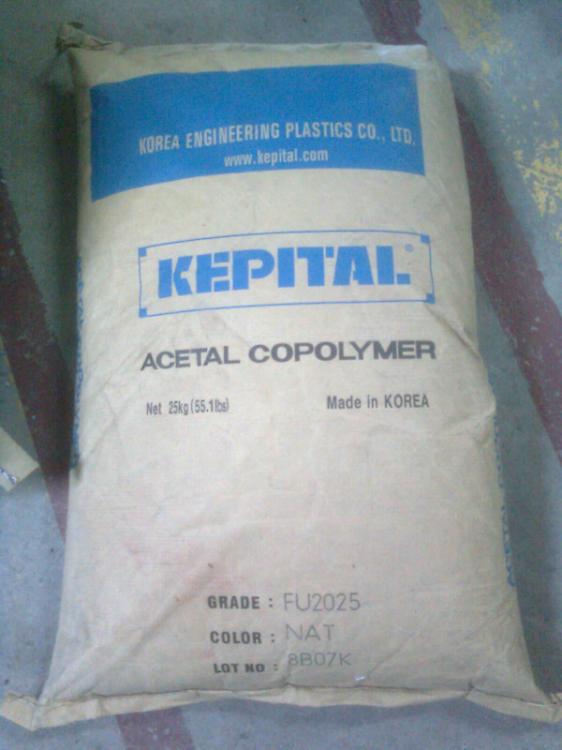 KOREA ENGINEERING PLASTICS CO., LTD.
www.kepital.com
KEPITAL®
ACETAL COPOLYMER
Net 25kg(55.1lbs) Made in KOREA
GRADE : FU2025
COLOR : NAT
LOT NO : 8B07K